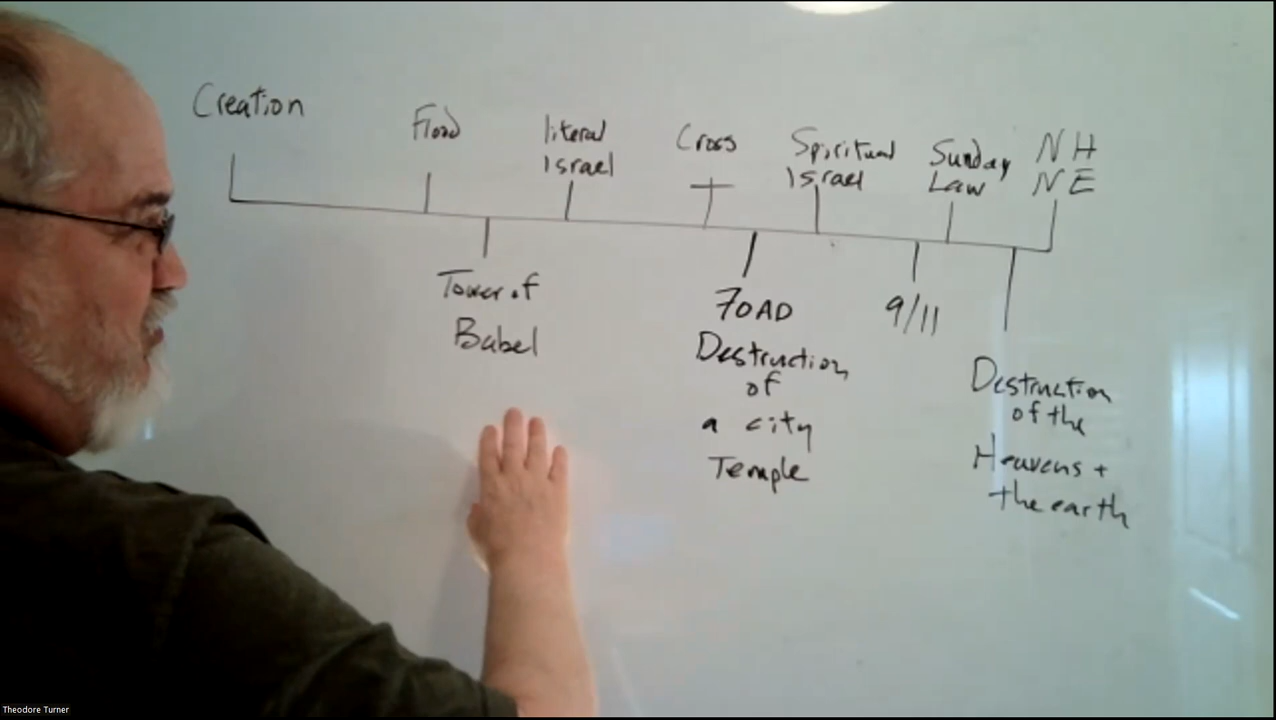 Creation
Flood
literal
Israel
Cross
Spiritual
Israel
Sunday
Law
N H
N E
Tower of
Babel
70AD
Destruction
of
a city
Temple
9/11
Destruction
of the
Heavens +
the earth
Theodore Turner